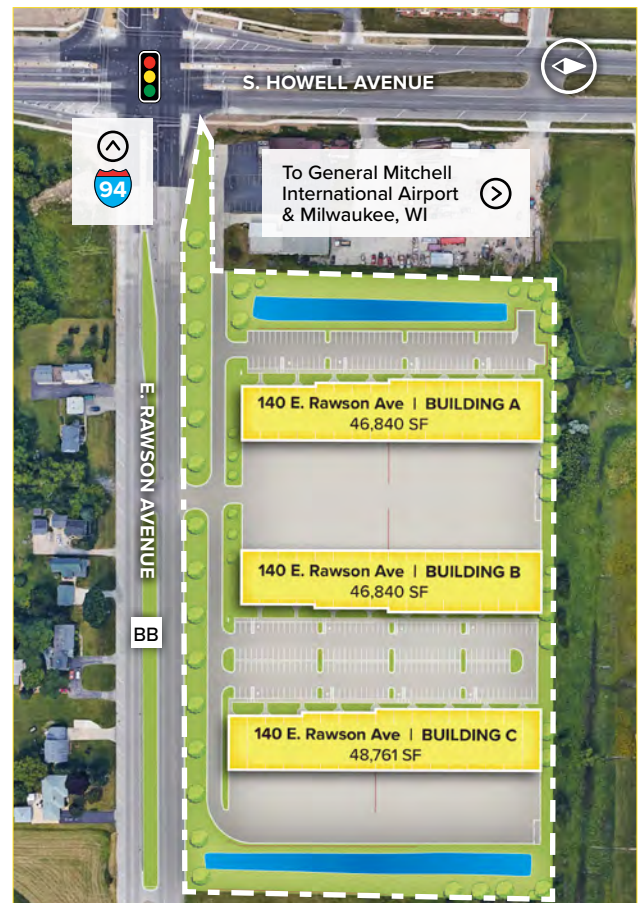 S. HOWELL AVENUE
94
To General Mitchell
International Airport
& Milwaukee, WI
E. RAWSON AVENUE
140 E. Rawson Ave | BUILDING A
46,840 SF
140 E. Rawson Ave | BUILDING B
46,840 SF
BB
140 E. Rawson Ave | BUILDING C
48,761 SF